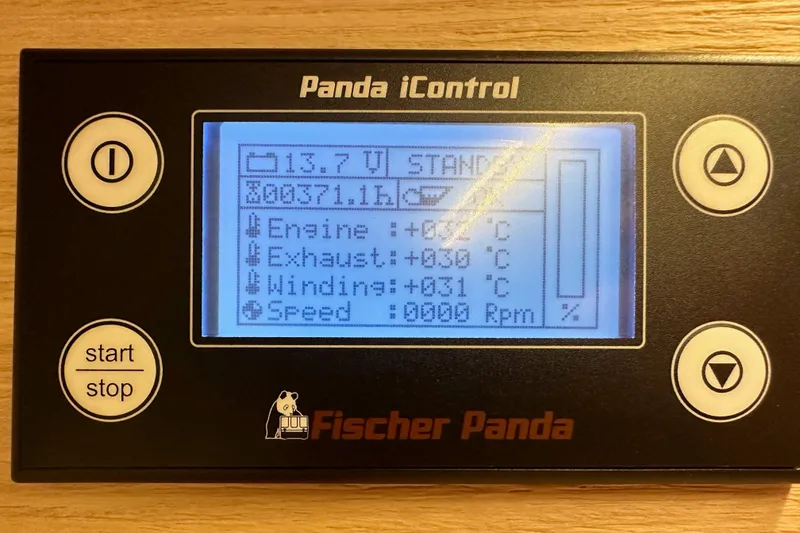 Panda iControl
13.7 V STANDBY
00371.1h
Engine :+032 °C
Exhaust:+030 °C
Winding:+031 °C
Speed :0000 Rpm
%
start
stop
Fischer Panda